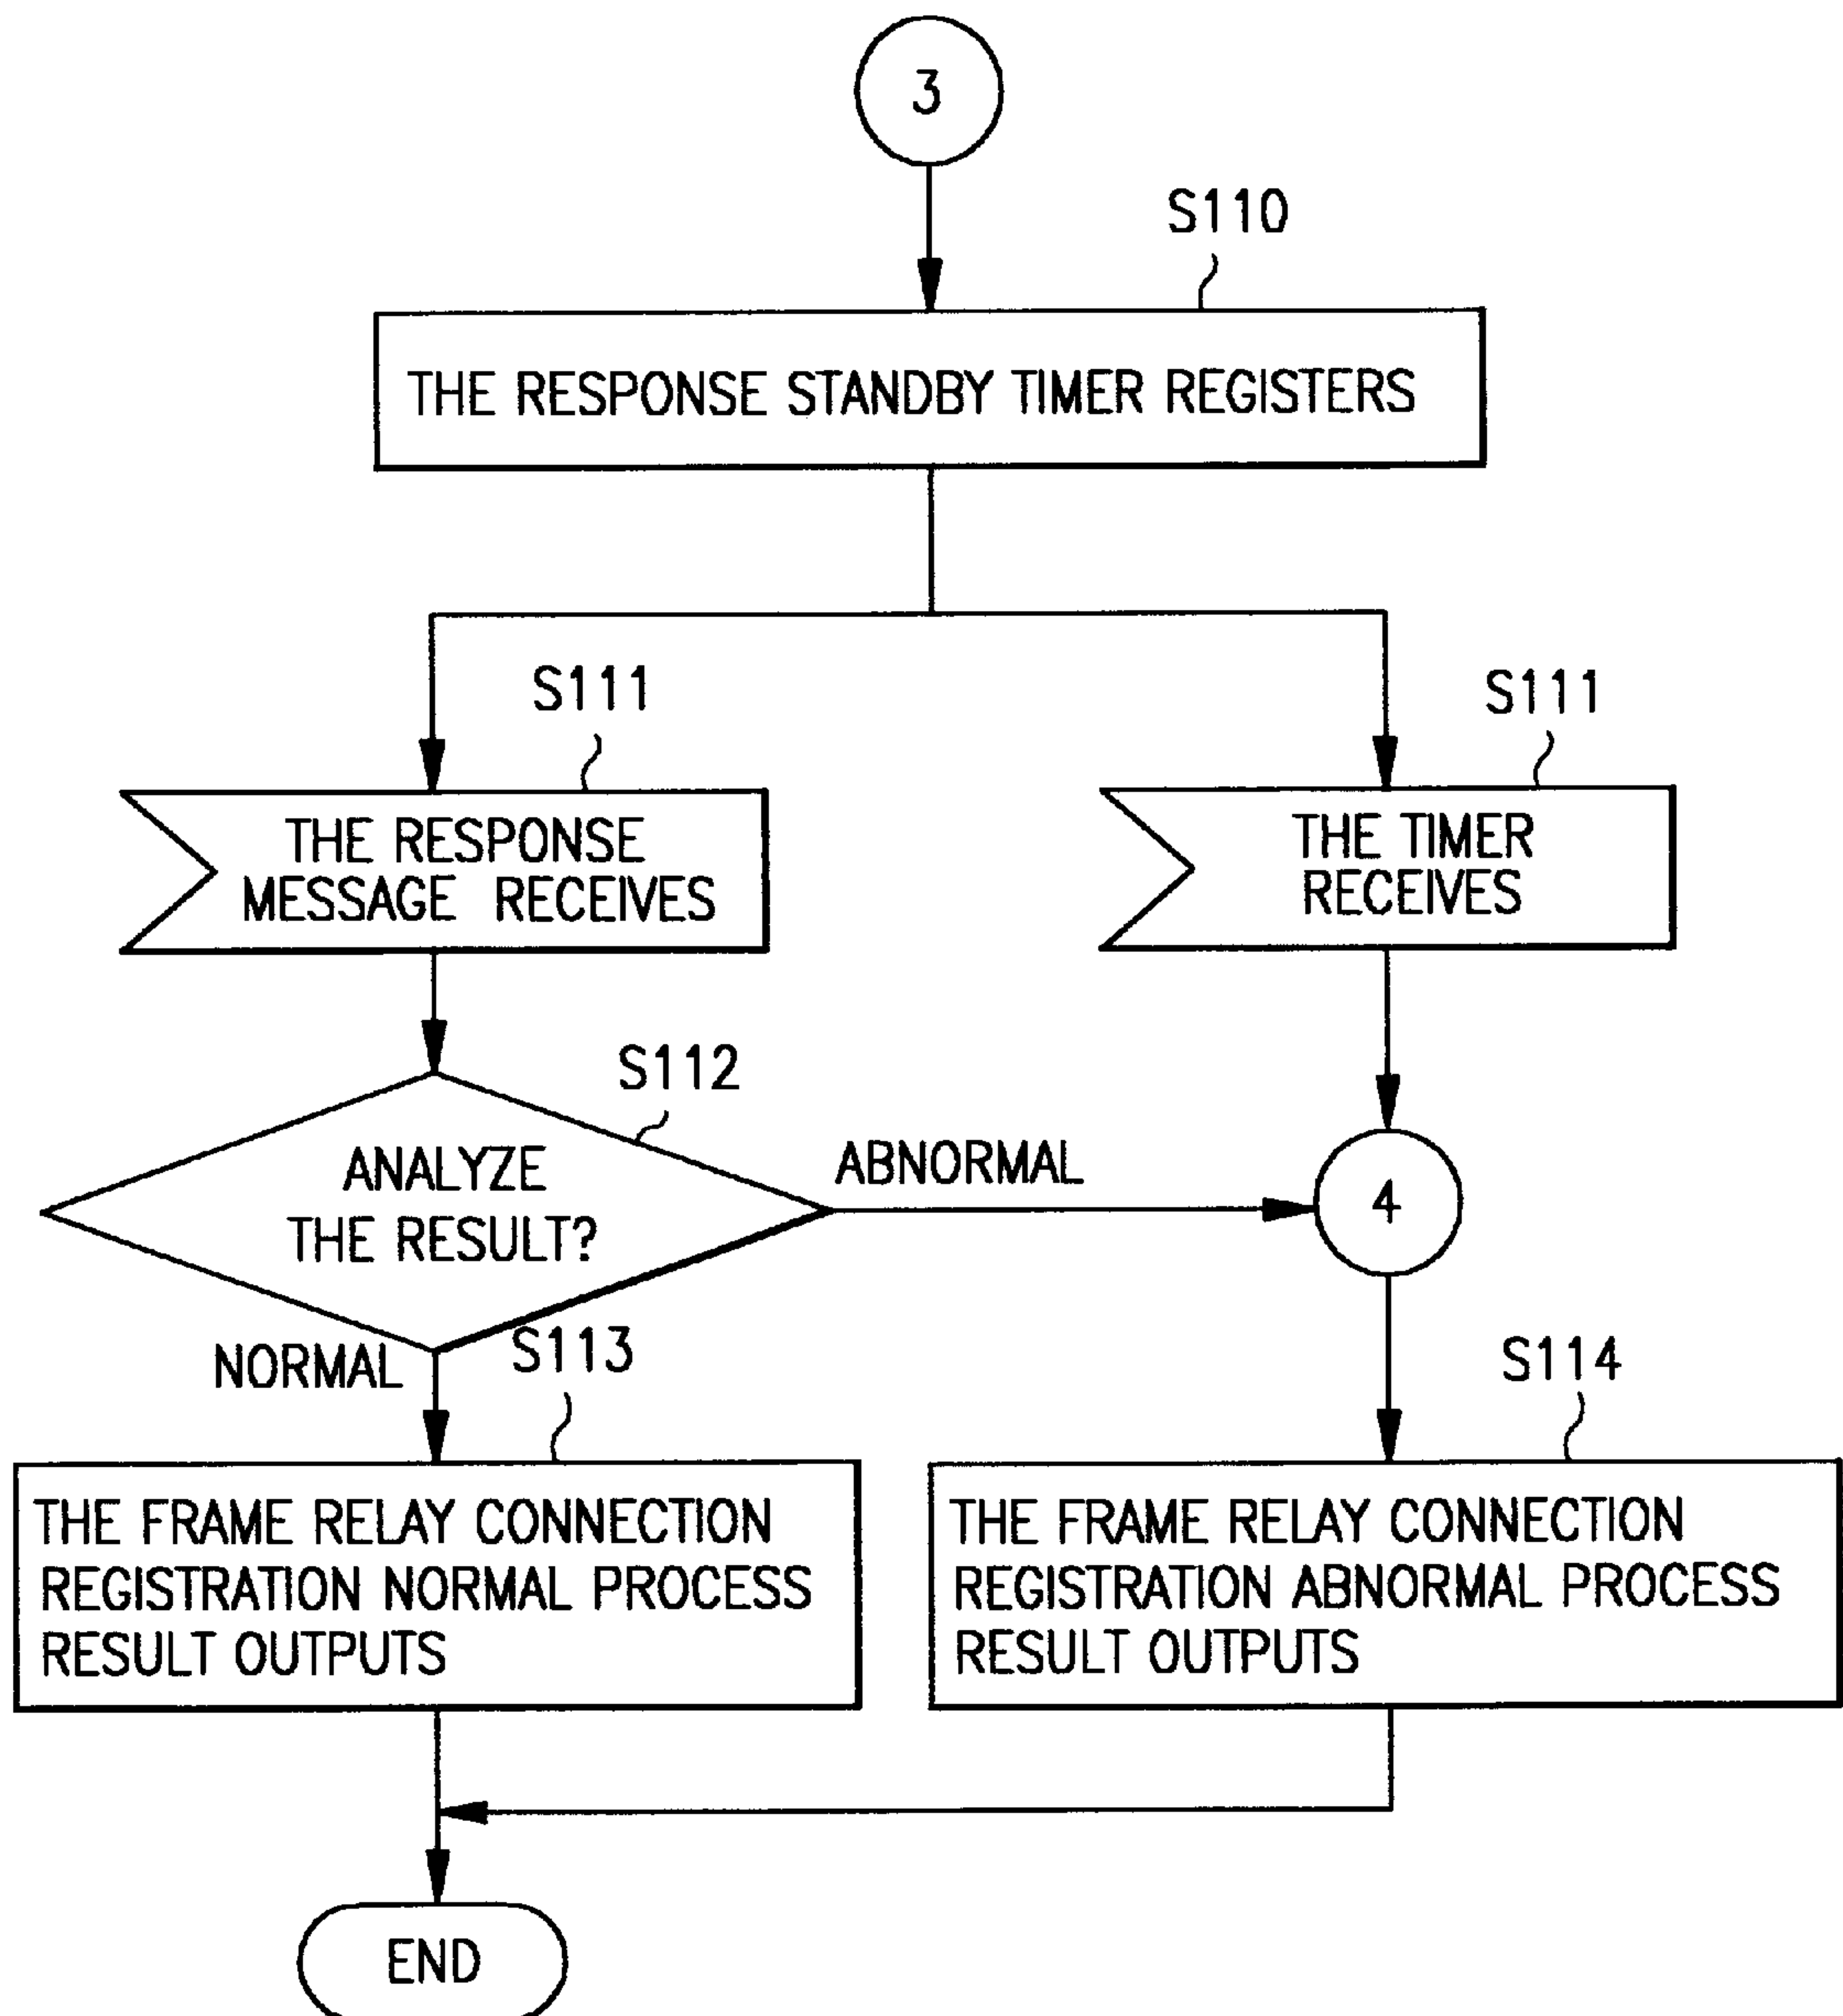 3
S110
THE RESPONSE STANDBY TIMER REGISTERS
S111
S111
THE RESPONSE
MESSAGE RECEIVES
THE TIMER
RECEIVES
S112
ANALYZE
THE RESULT?
ABNORMAL
4
NORMAL
S113
S114
THE FRAME RELAY CONNECTION
REGISTRATION NORMAL PROCESS
RESULT OUTPUTS
THE FRAME RELAY CONNECTION
REGISTRATION ABNORMAL PROCESS
RESULT OUTPUTS
END